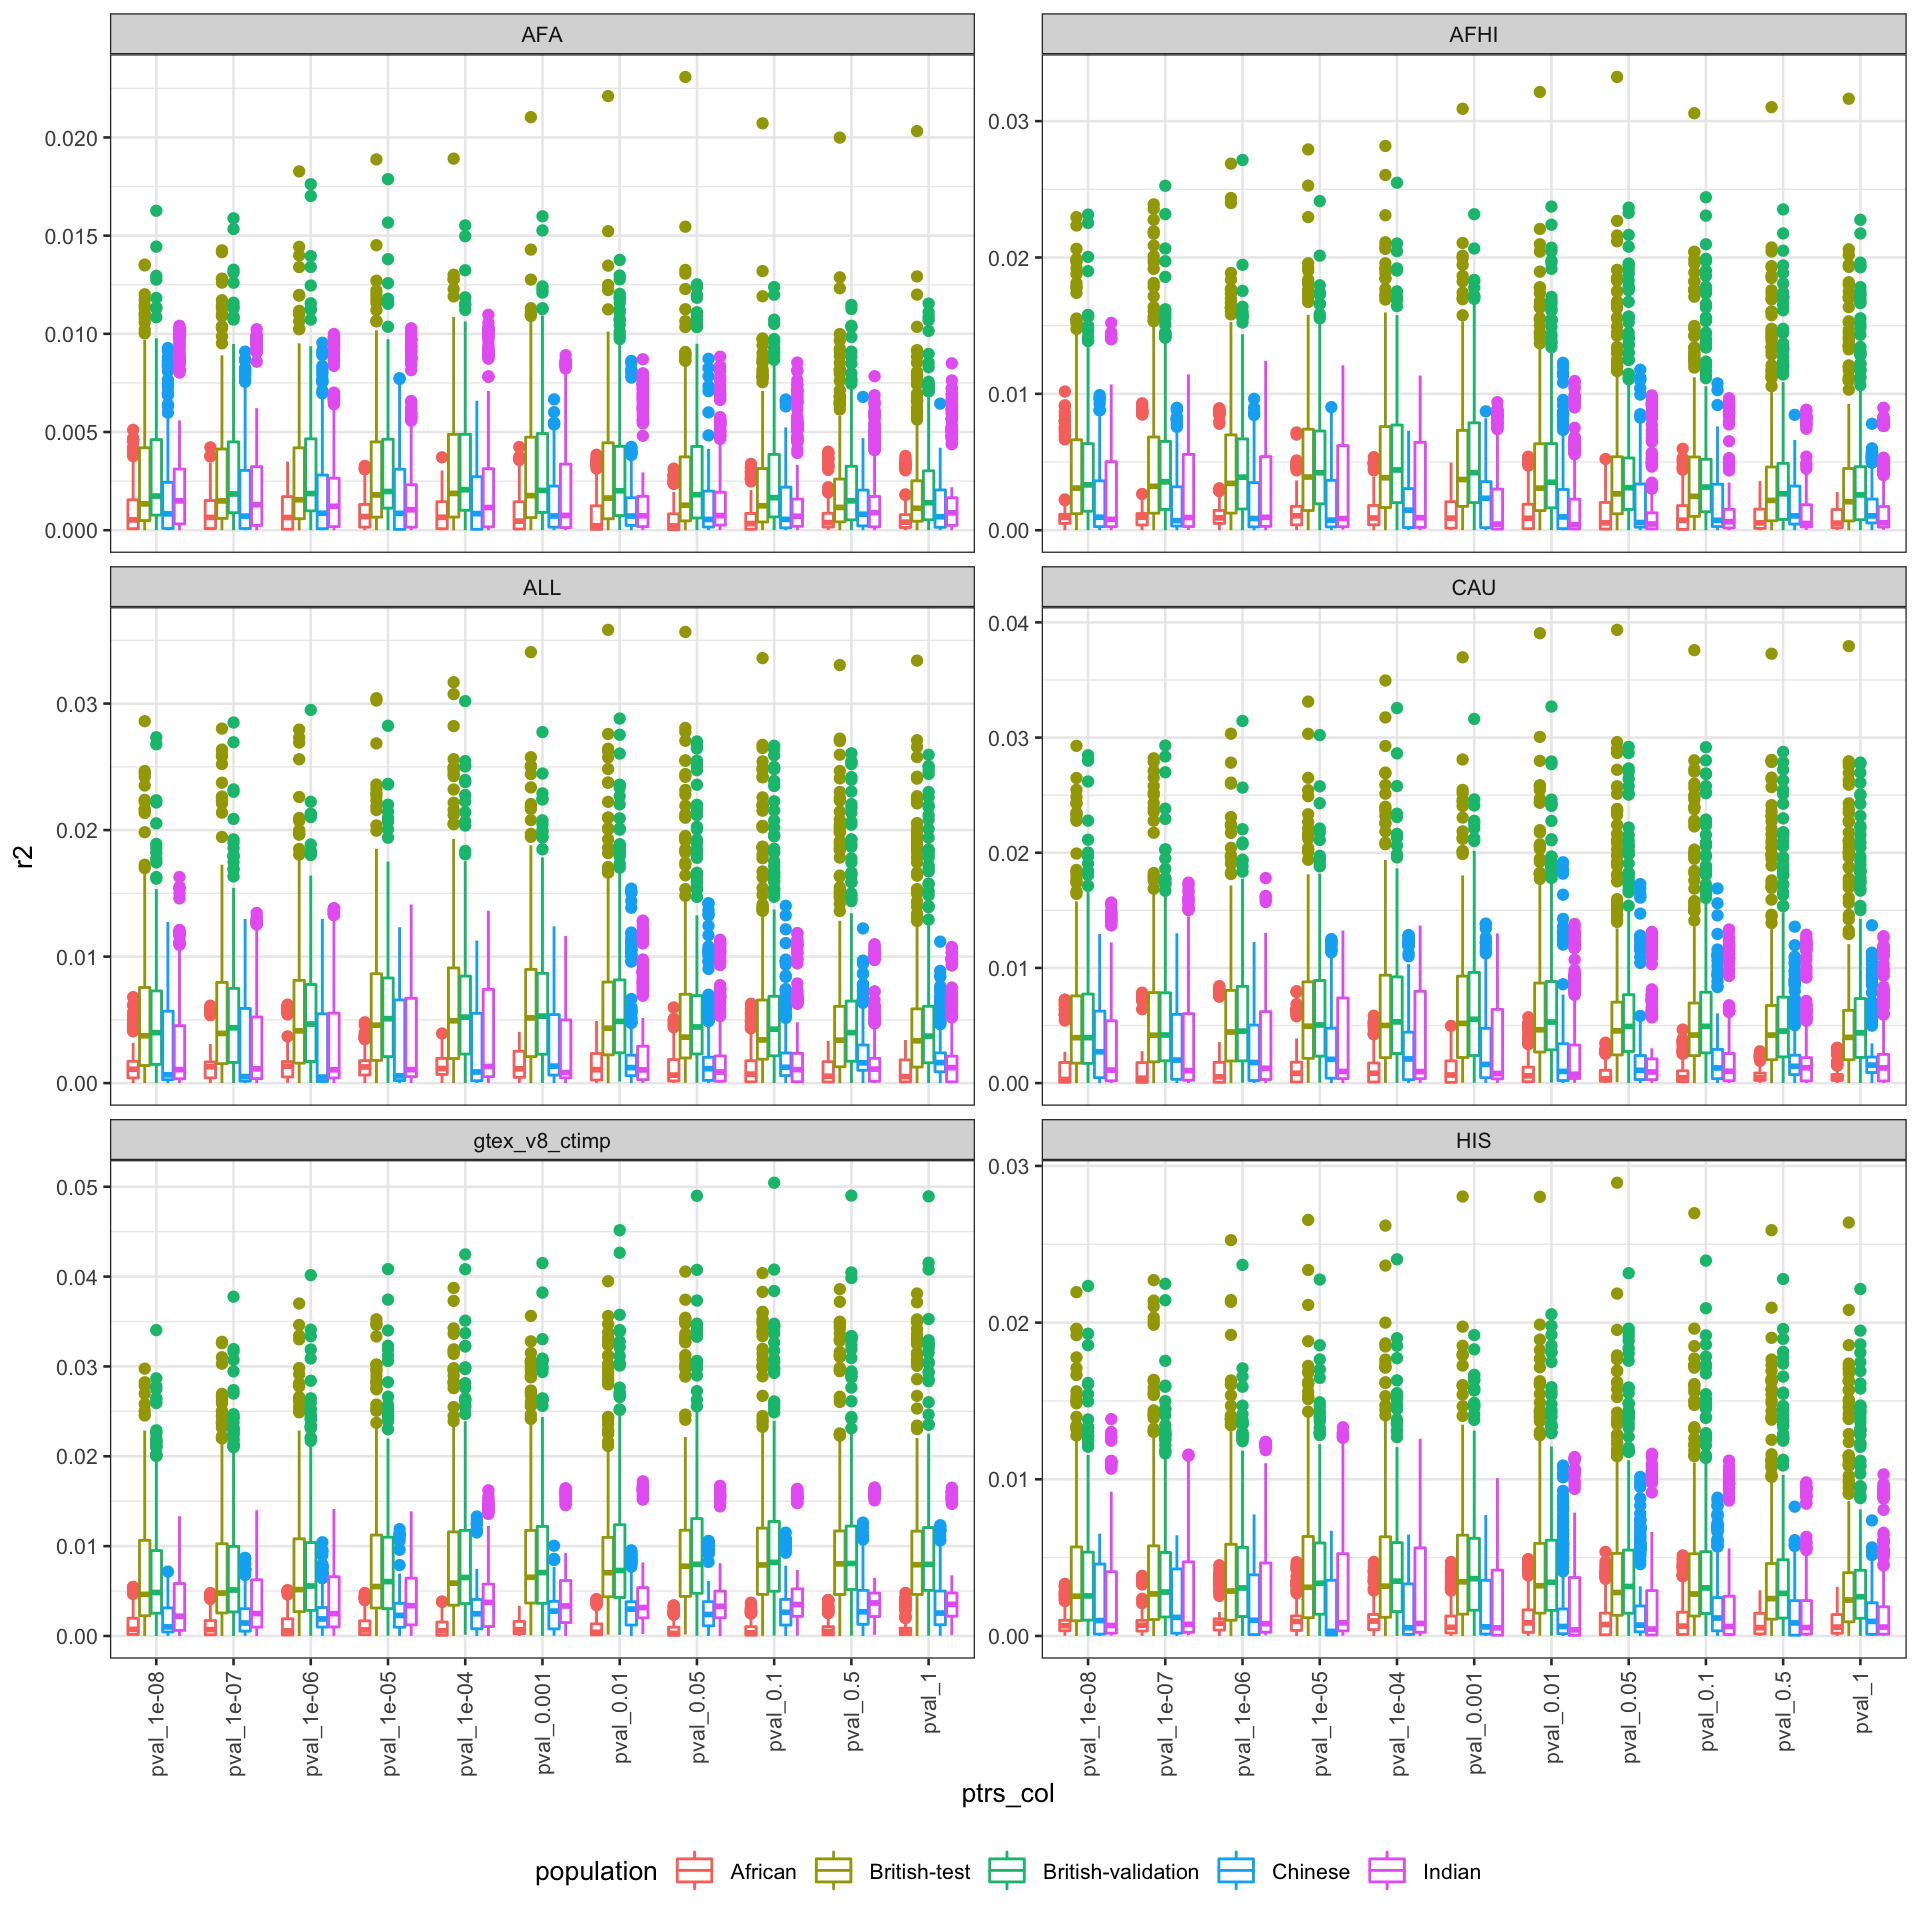 AFA
AFHI
0.020
0.015
0.010
0.005
0.000
0.03
0.02
0.01
0.00
ALL
CAU
0.03
0.02
0.01
0.00
0.04
0.03
0.02
0.01
0.00
r2
gtex_v8_ctimp
HIS
0.05
0.04
0.03
0.02
0.01
0.00
0.03
0.02
0.01
0.00
pval_1e-08
pval_1e-07
pval_1e-06
pval_1e-05
pval_1e-04
pval_0.001
pval_0.01
pval_0.05
pval_0.1
pval_0.5
pval_1
pval_1e-08
pval_1e-07
pval_1e-06
pval_1e-05
pval_1e-04
pval_0.001
pval_0.01
pval_0.05
pval_0.1
pval_0.5
pval_1
ptrs_col
population African British-test British-validation Chinese Indian